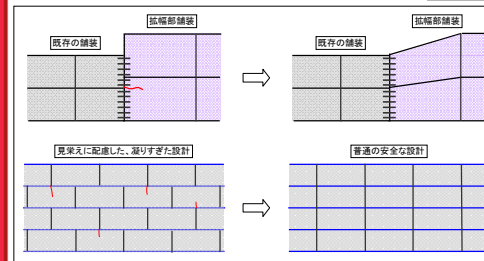 拡幅部舗装
既存の舗装
拡幅部舗装
既存の舗装
見栄えに配慮した、凝りすぎた設計
普通の安全な設計